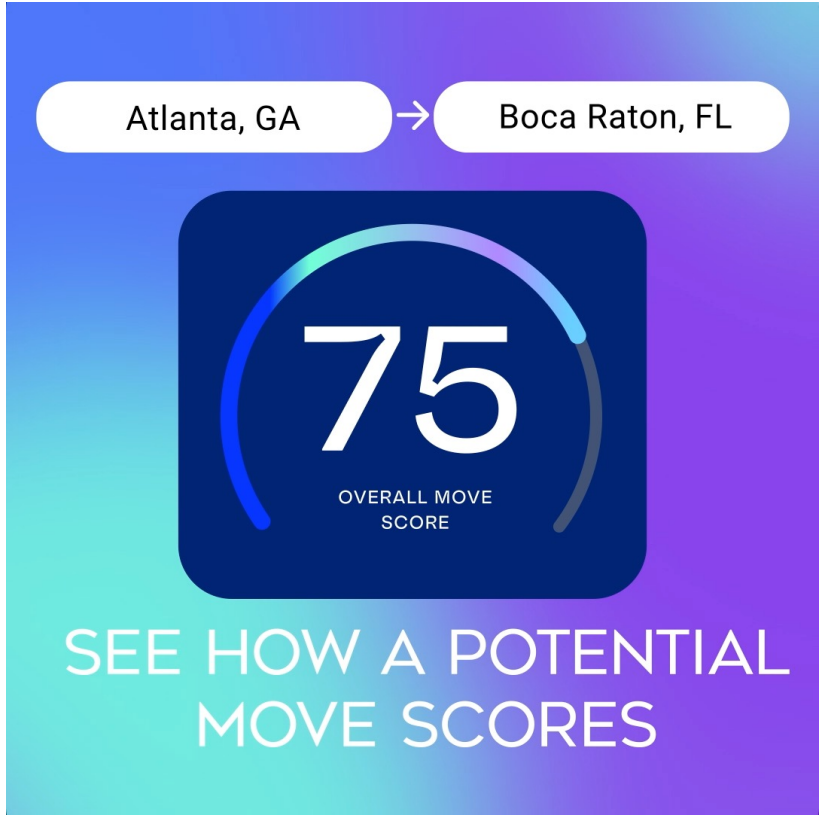 Atlanta, GA → Boca Raton, FL
75
OVERALL MOVE
SCORE
SEE HOW A POTENTIAL
MOVE SCORES